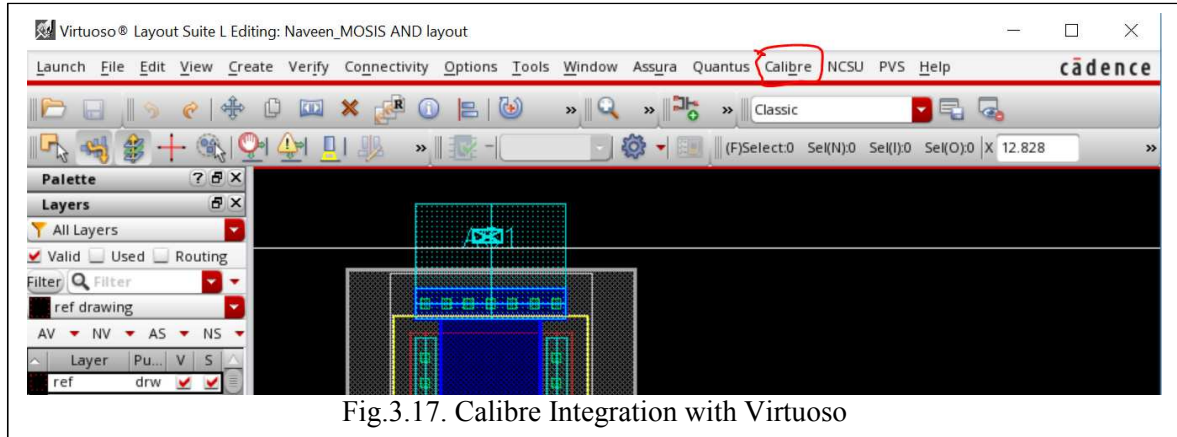 Virtuoso® Layout Suite L Editing: Naveen_MOSIS AND layout
Launch File Edit View Create Verify Connectivity Options Tools Window Assura Quantus Calibre NCSU PVS Help cādence
R » » » Classic
» (F)Select:0 Sel(N):0 Sel(I):0 Sel(O):0 X 12.828 »
Palette
Layers
All Layers
Valid Used Routing
Filter Filter
ref drawing
AV NV AS NS
Layer Pu... V S
ref drw
Fig.3.17. Calibre Integration with Virtuoso